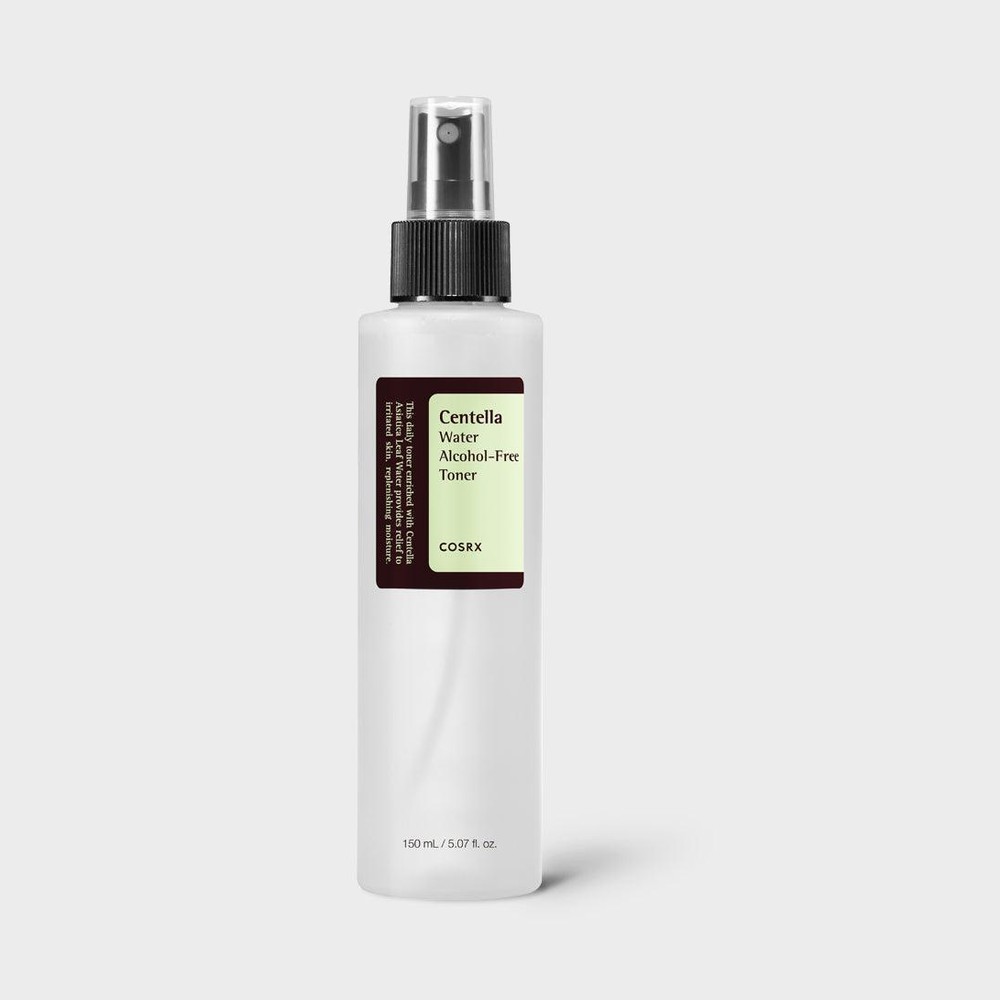 Centella
Water
Alcohol-Free
Toner
COSRX
This daily toner enriched with Centella
Asiatica Leaf Water provides relief to
irritated skin, replenishing moisture.
150 mL / 5.07 fl. oz.